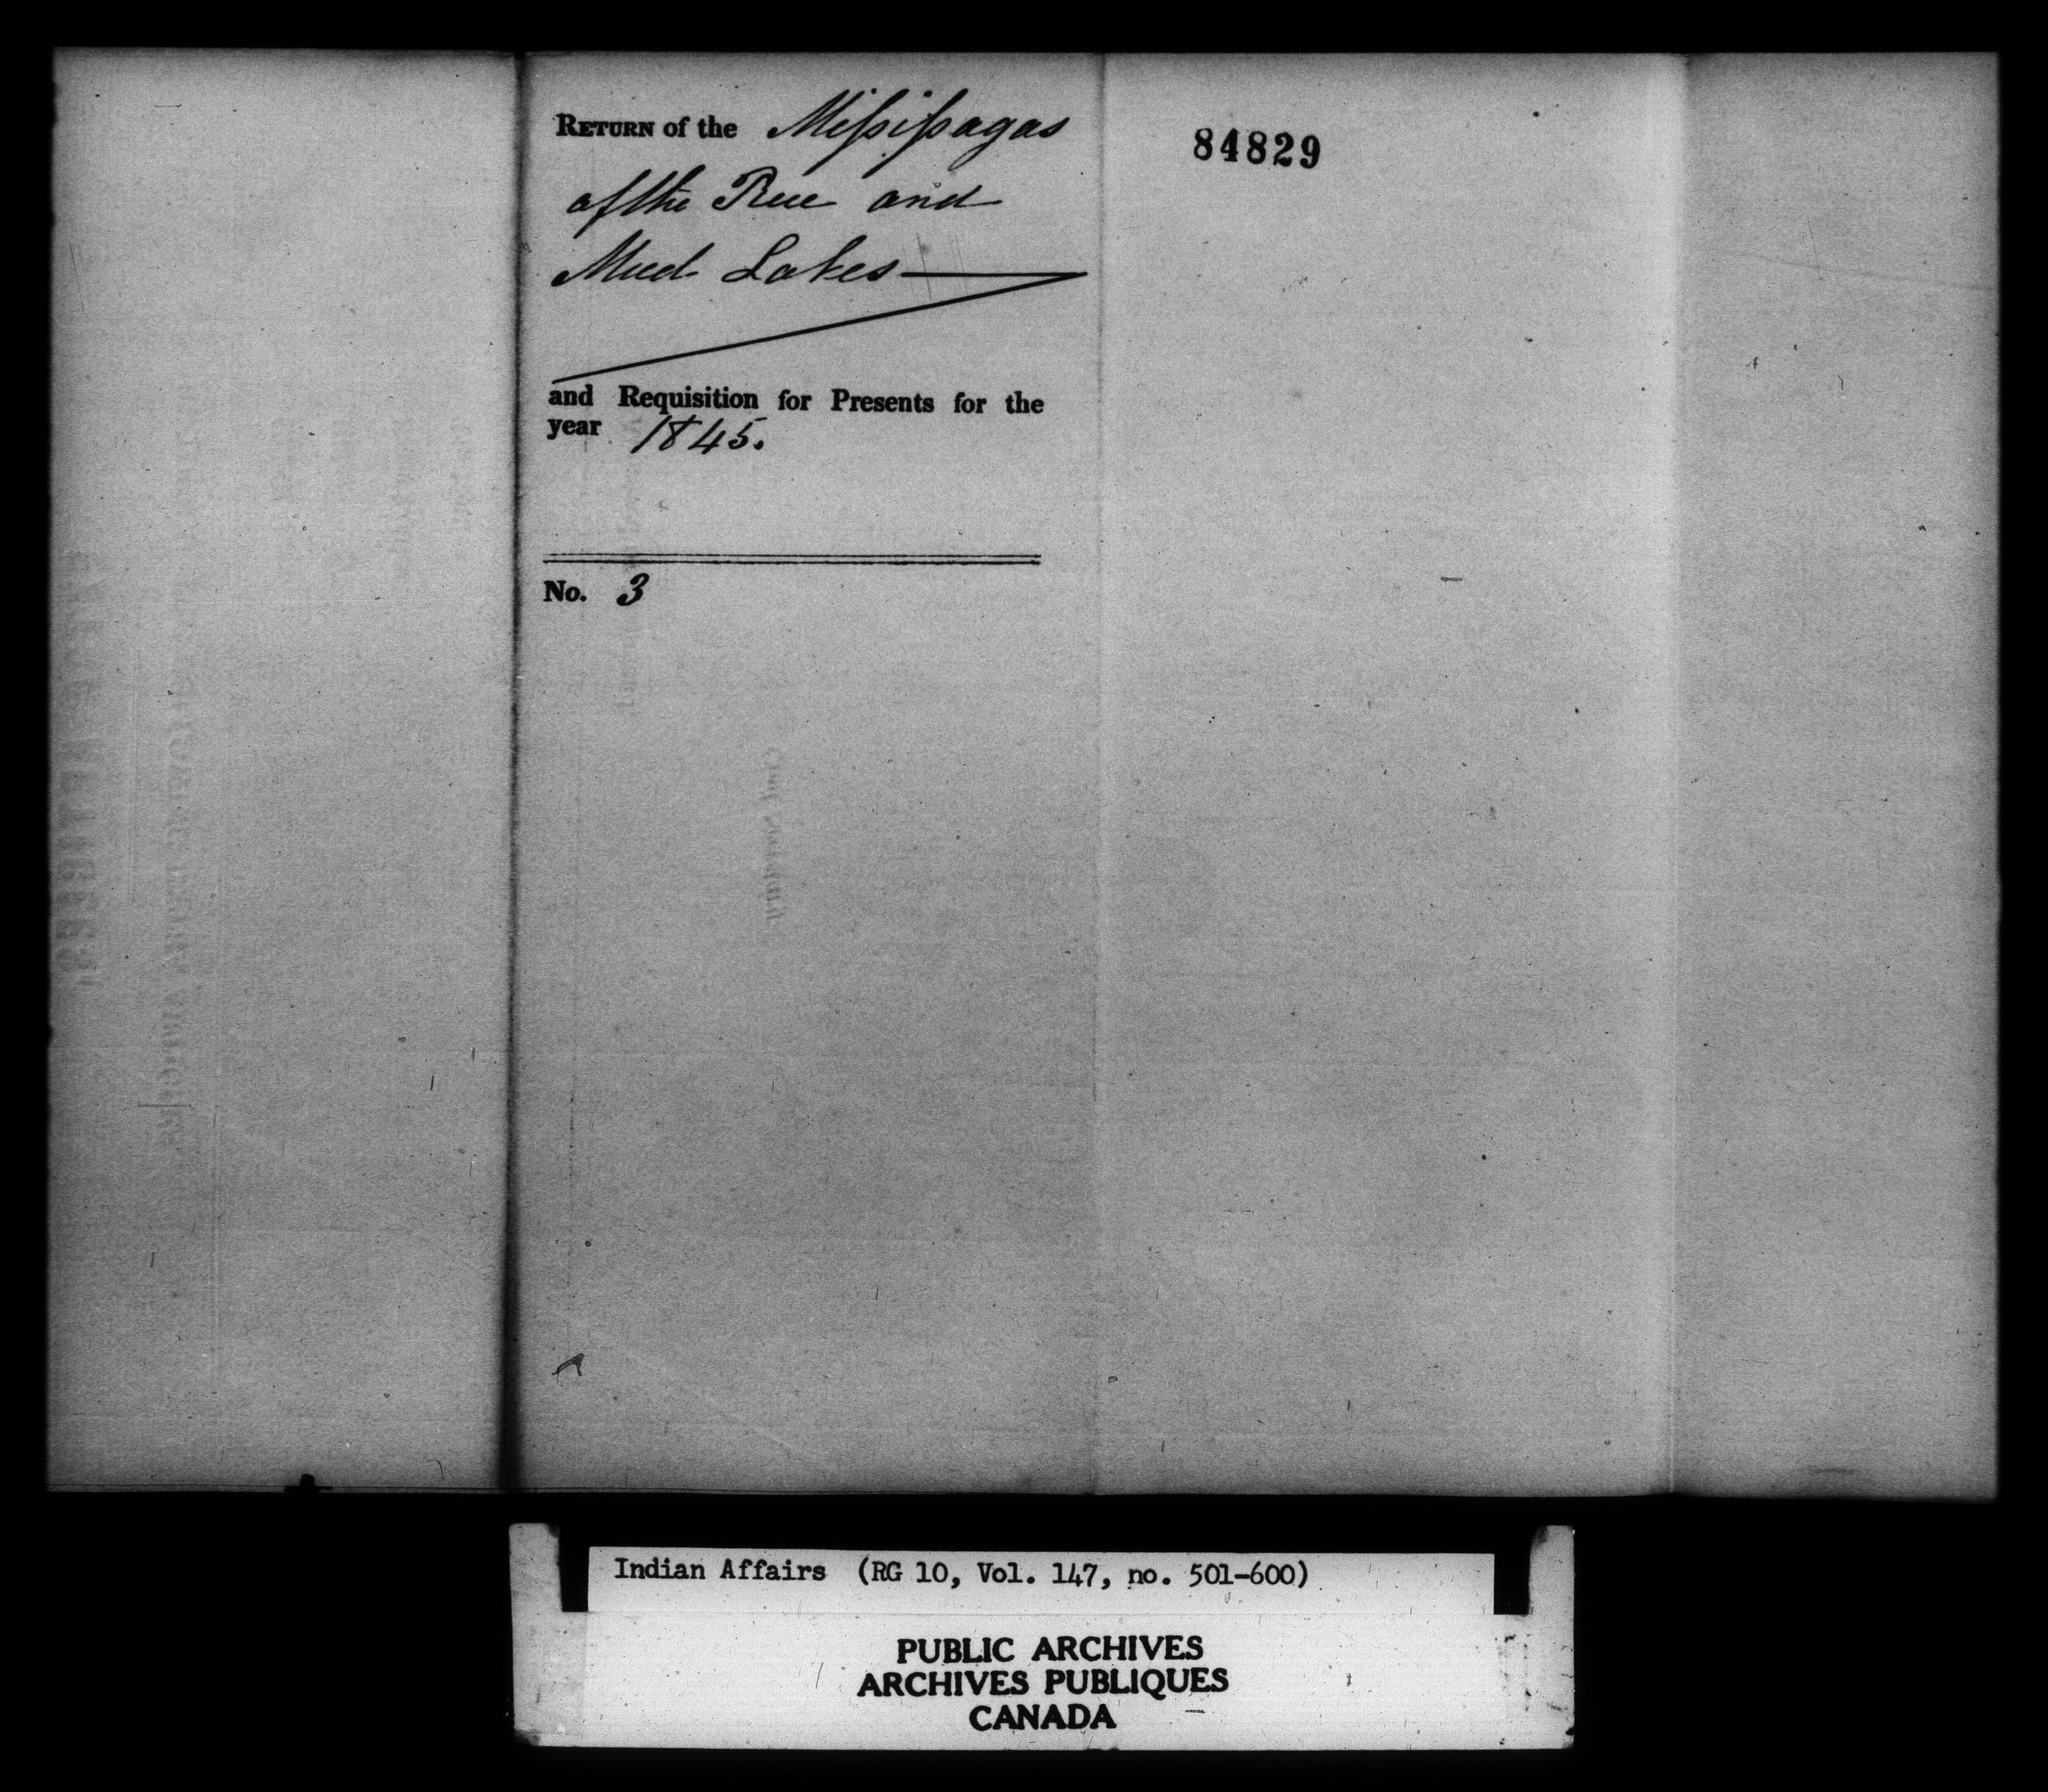 RETURN of the Missisagas
of the Rice and
Mud Lakes
and Requisition for Presents for the
year 1845.
No. 3
84829
Indian Affairs (RG 10, Vol. 147, no. 501-600)
PUBLIC ARCHIVES
ARCHIVES PUBLIQUES
CANADA